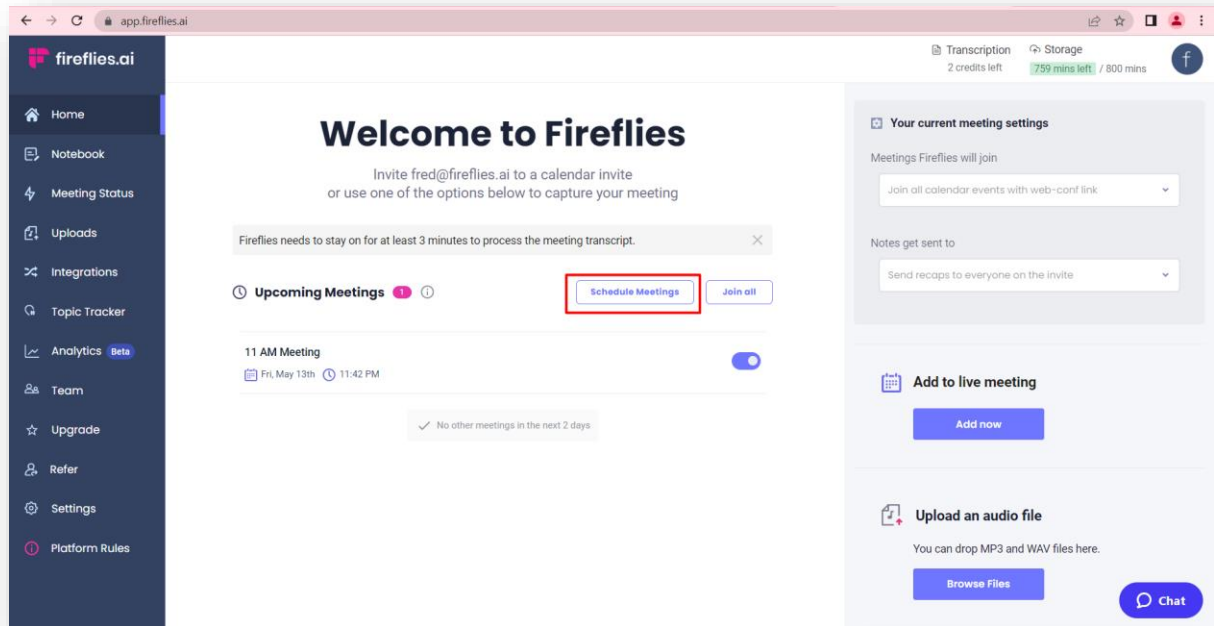 app.fireflies.ai
fireflies.ai
Transcription
2 credits left
Storage
759 mins left / 800 mins
f
Home
Notebook
Meeting Status
Uploads
Integrations
Topic Tracker
Analytics Beta
Team
Upgrade
Refer
Settings
Platform Rules
Welcome to Fireflies
Invite fred@fireflies.ai to a calendar invite
or use one of the options below to capture your meeting
Fireflies needs to stay on for at least 3 minutes to process the meeting transcript.
Upcoming Meetings 1
Schedule Meetings
Join all
11 AM Meeting
Fri, May 13th 11:42 PM
No other meetings in the next 2 days
Your current meeting settings
Meetings Fireflies will join
Join all calendar events with web-conf link
Notes get sent to
Send recaps to everyone on the invite
Add to live meeting
Add now
Upload an audio file
You can drop MP3 and WAV files here.
Browse Files
Chat